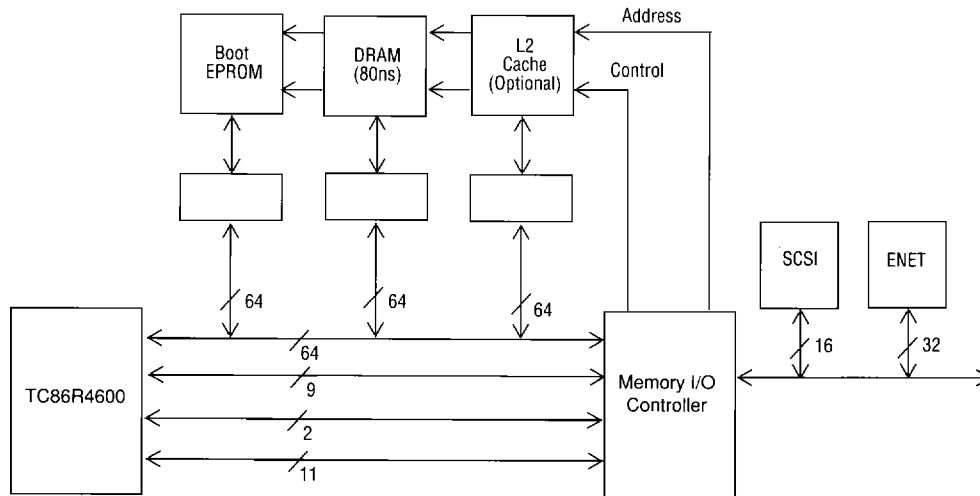 Boot
EPROM
DRAM
(80ns)
L2
Cache
(Optional)
Address
Control
64
64
64
SCSI
ENET
16
32
TC86R4600
64
9
2
11
Memory I/O
Controller